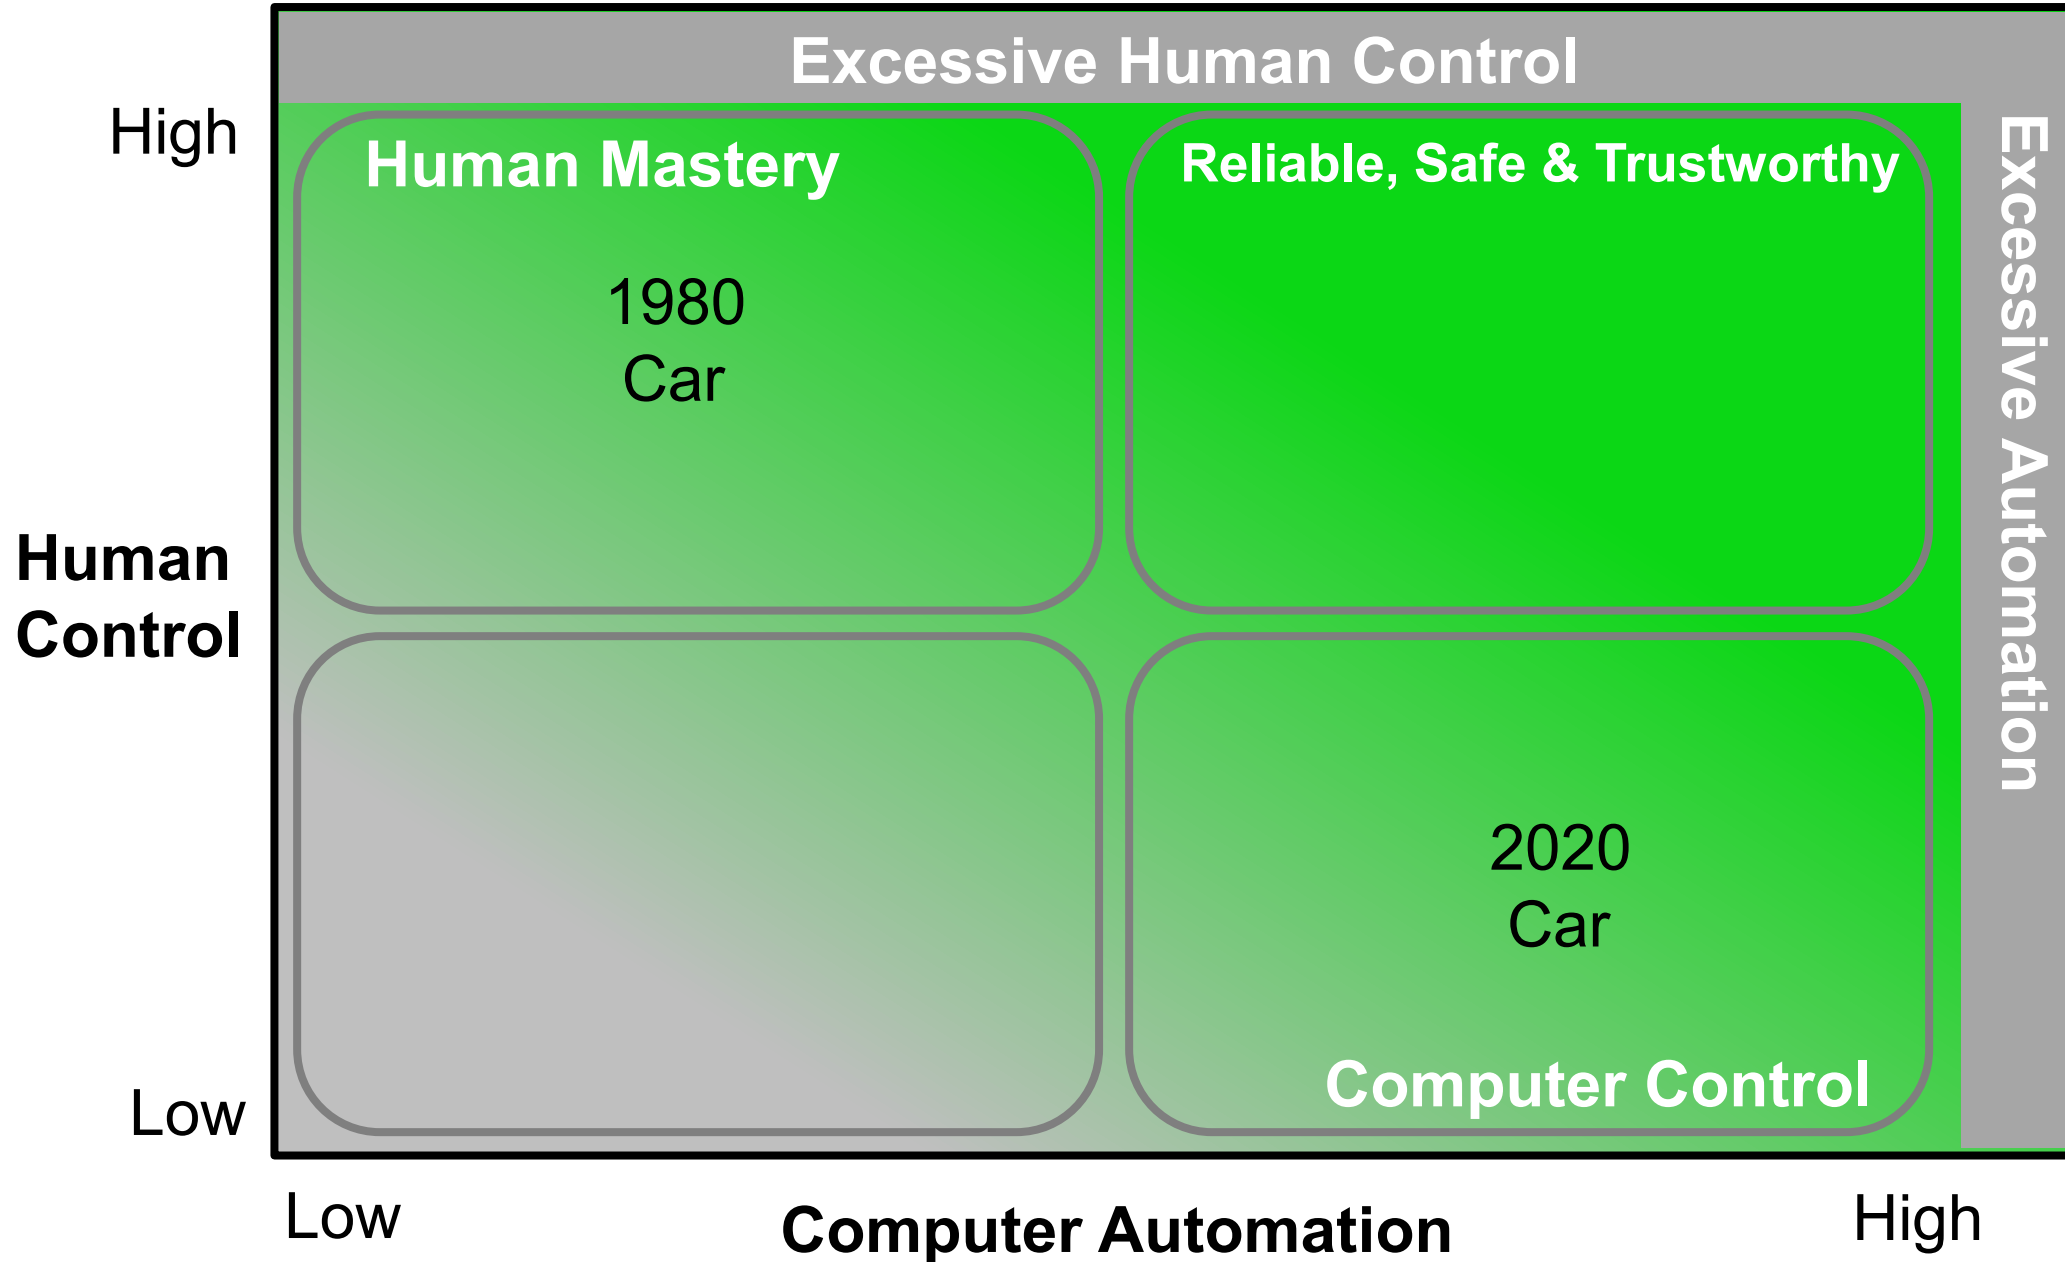 Excessive Human Control
High
Human Mastery
Reliable, Safe & Trustworthy
Excessive Automation
1980
Car
Human
Control
2020
Car
Computer Control
Low
Low
Computer Automation
High